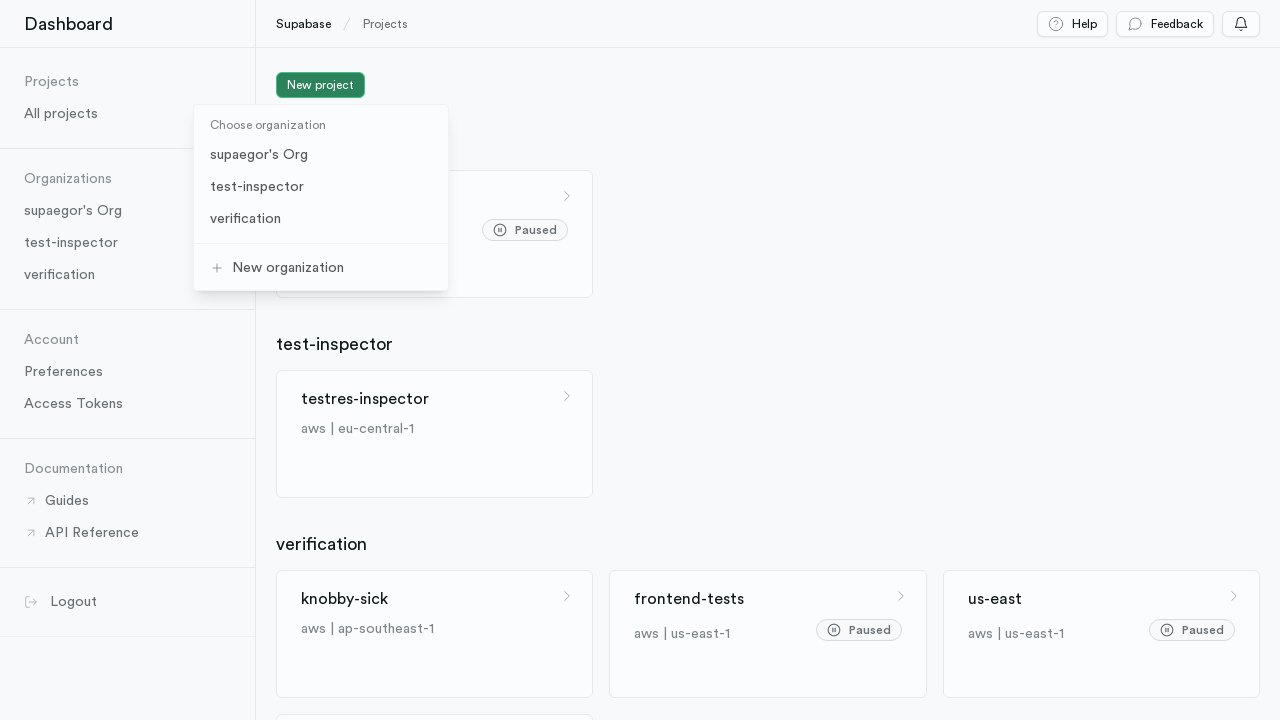 Dashboard
Supabase
Projects
Help
Feedback
Projects
All projects
Organizations
supaegor's Org
test-inspector
verification
Account
Preferences
Access Tokens
Documentation
Guides
API Reference
Logout
New project
Choose organization
supaegor's Org
test-inspector
verification
New organization
Paused
test-inspector
testres-inspector
aws | eu-central-1
verification
knobby-sick
aws | ap-southeast-1
frontend-tests
aws | us-east-1
Paused
us-east
aws | us-east-1
Paused